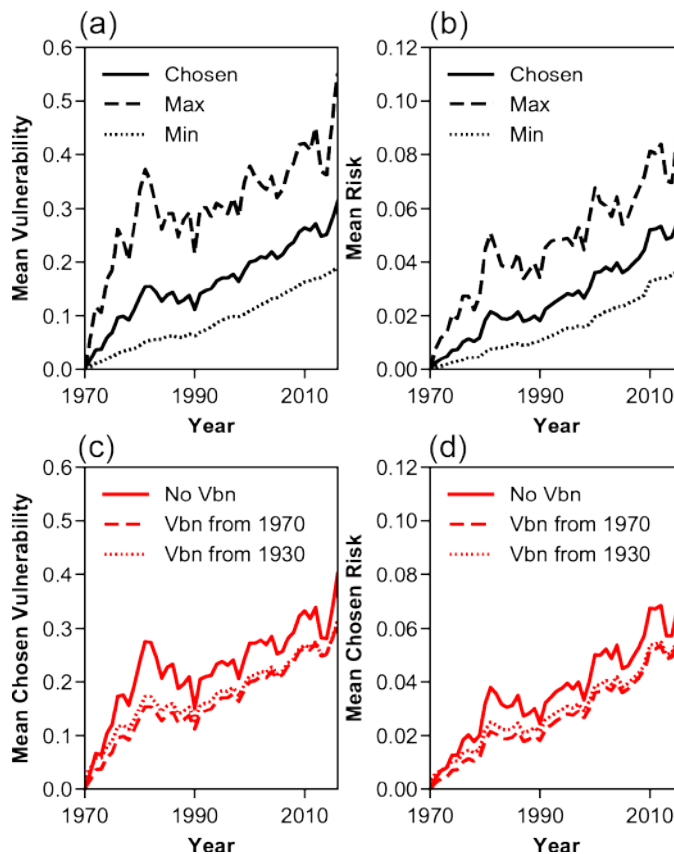 (a)
0.6
0.5
0.4
0.3
0.2
0.1
0.0
Mean Vulnerability
Chosen
Max
Min
1970
1990
2010
Year
(b)
0.12
0.10
0.08
0.06
0.04
0.02
0.00
Mean Risk
Chosen
Max
Min
1970
1990
2010
Year
(c)
0.6
0.5
0.4
0.3
0.2
0.1
0.0
Mean Chosen Vulnerability
No Vbn
Vbn from 1970
Vbn from 1930
1970
1990
2010
Year
(d)
0.12
0.10
0.08
0.06
0.04
0.02
0.00
Mean Chosen Risk
No Vbn
Vbn from 1970
Vbn from 1930
1970
1990
2010
Year